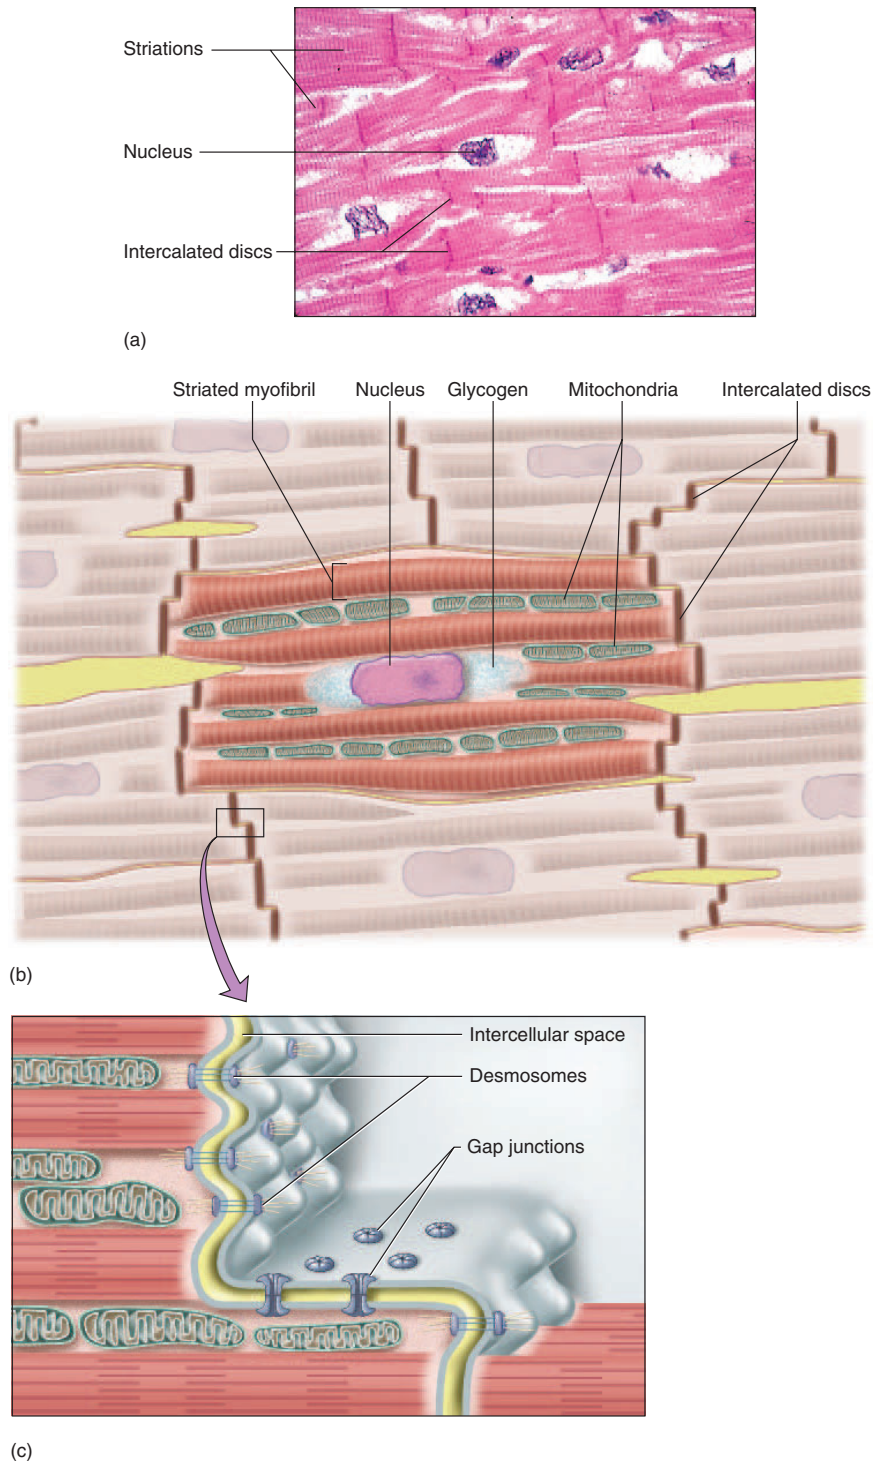 Striations
Nucleus
Intercalated discs
(a)
Striated myofibril Nucleus Glycogen Mitochondria Intercalated discs
(b)
Intercellular space
Desmosomes
Gap junctions
(c)